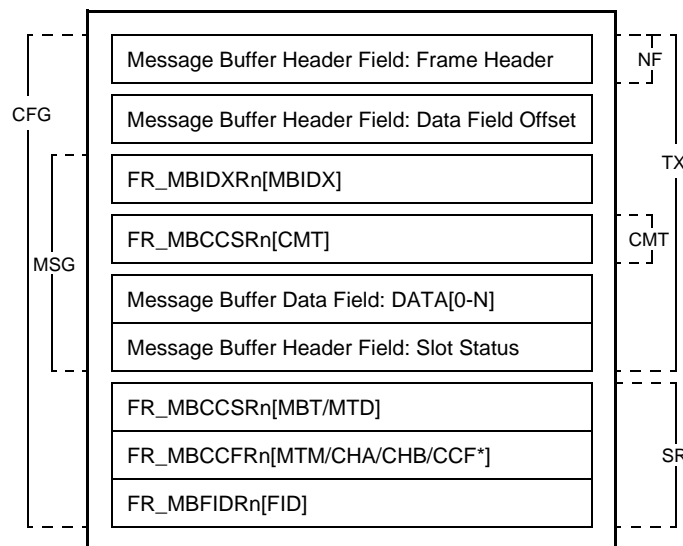 Message Buffer Header Field: Frame Header
NF
CFG
Message Buffer Header Field: Data Field Offset
TX
FR_MBIDXRn[MBIDX]
FR_MBCCSRn[CMT]
CMT
MSG
Message Buffer Data Field: DATA[0-N]
Message Buffer Header Field: Slot Status
FR_MBCCSRn[MBT/MTD]
FR_MBCCFRn[MTM/CHA/CHB/CCF*]
SR
FR_MBFIDRn[FID]